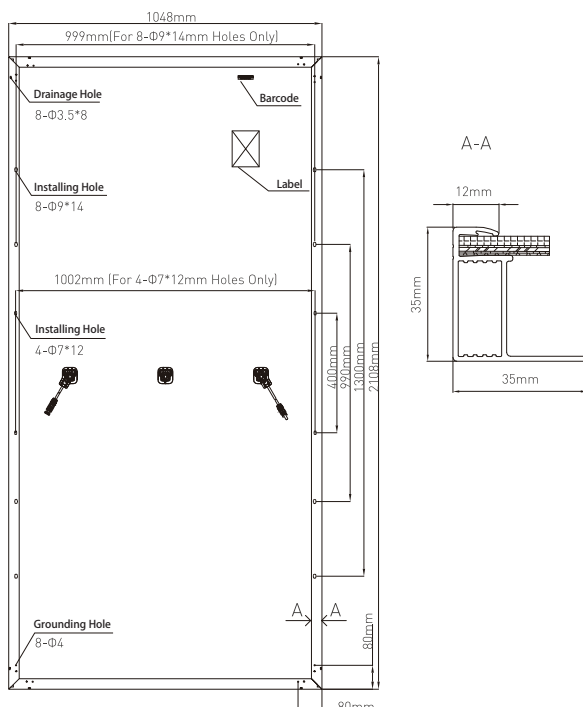 1048mm
999mm(For 8-Φ9*14mm Holes Only)
Drainage Hole
8-Φ3.5*8
Barcode
Label
Installing Hole
8-Φ9*14
1002mm (For 4-Φ7*12mm Holes Only)
Installing Hole
4-Φ7*12
400mm
990mm
1300mm
2108mm
Grounding Hole
8-Φ4
A A
80mm
80mm
A-A
12mm
35mm
35mm